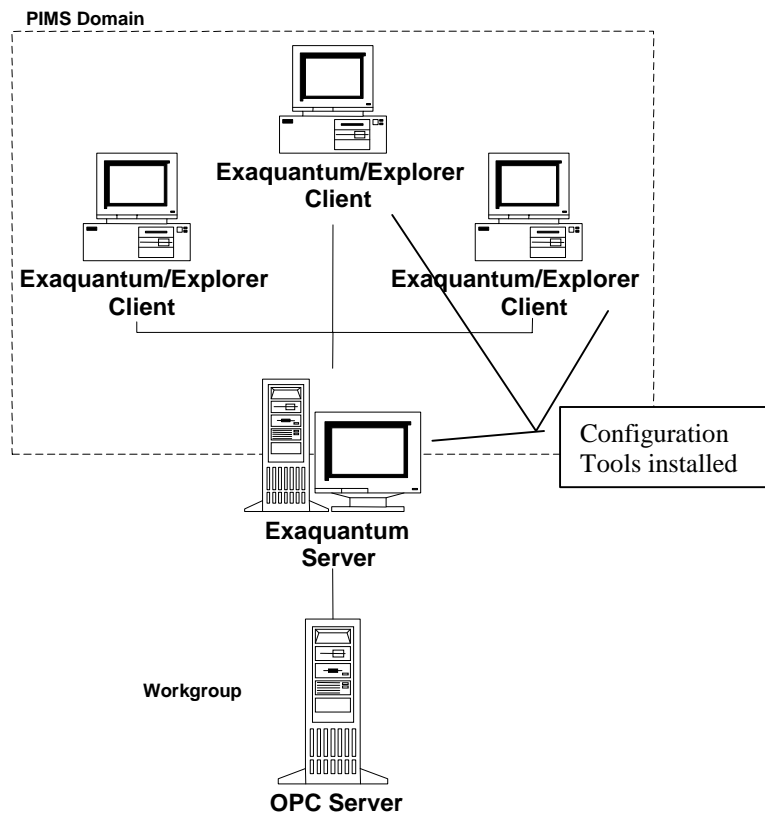 PIMS Domain
Exaquantum/Explorer
Client
Exaquantum/Explorer
Client
Exaquantum/Explorer
Client
Configuration
Tools installed
Exaquantum
Server
Workgroup
OPC Server